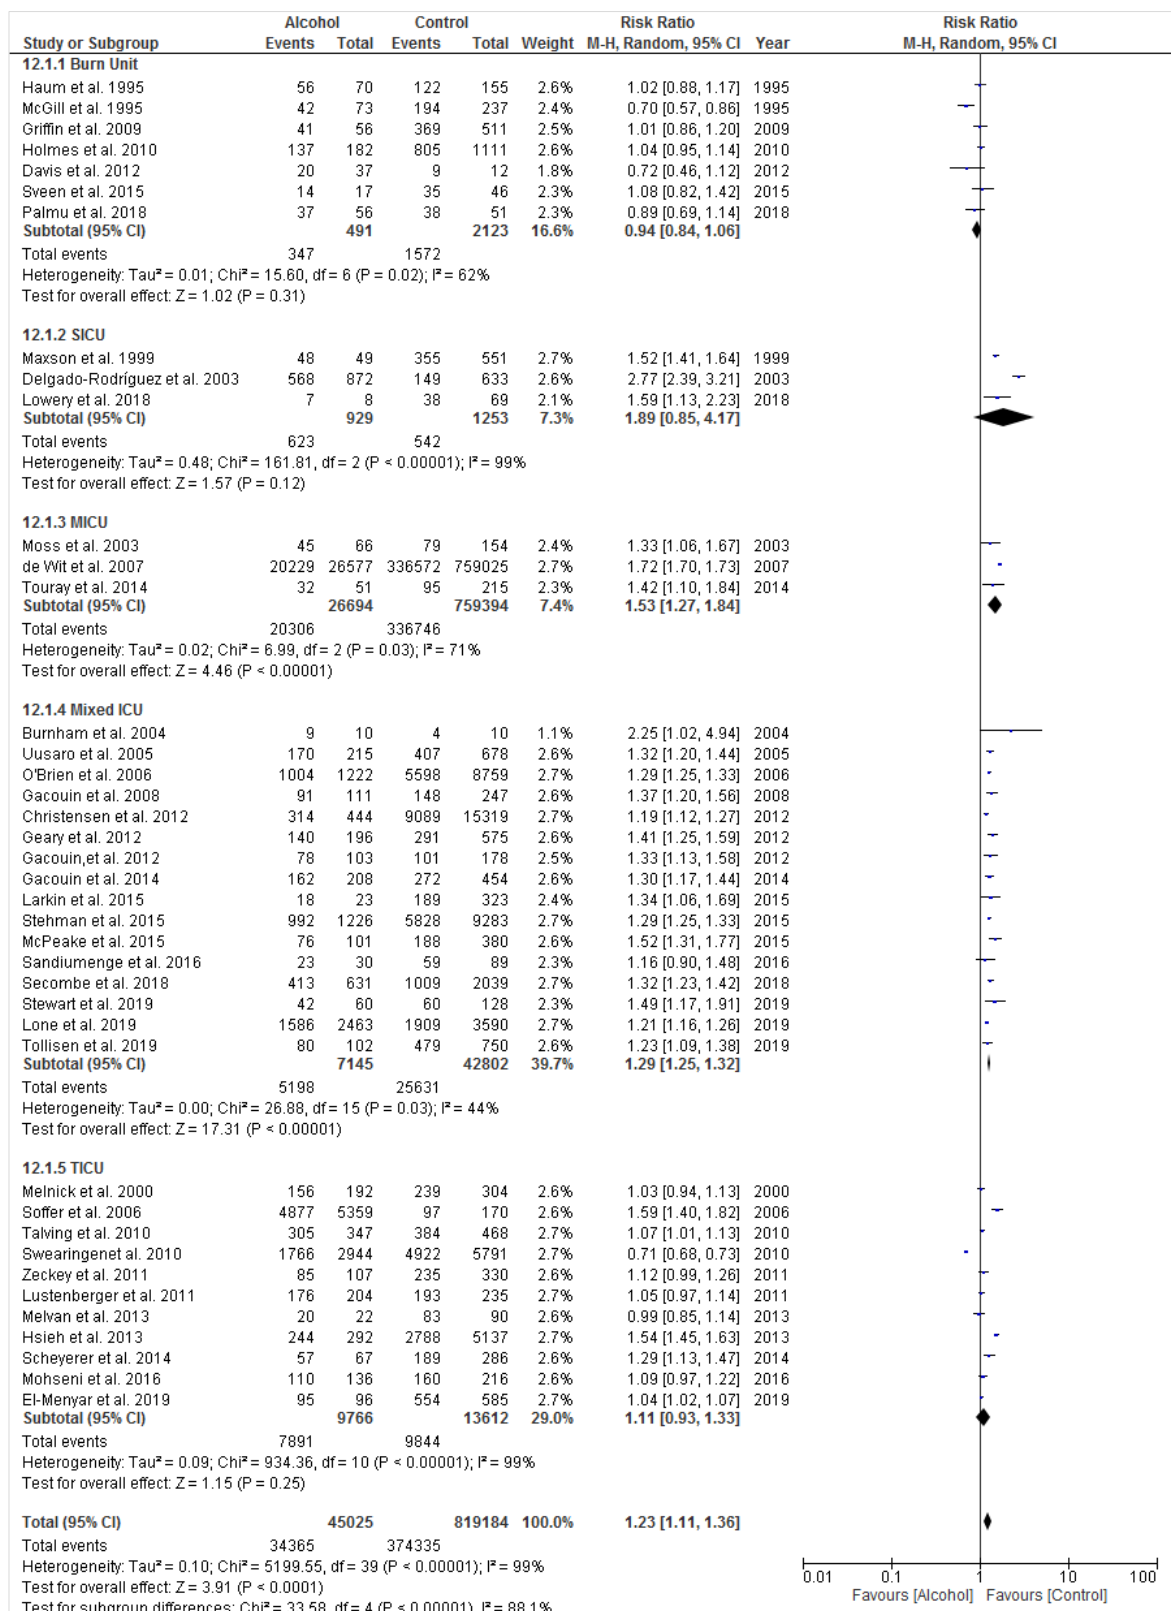 Alcohol Control Risk Ratio Risk Ratio
Study or Subgroup Events Total Events Total Weight M-H, Random, 95% CI Year M-H, Random, 95% CI
12.1.1 Burn Unit
Haum et al. 1995 56 70 122 155 2.6% 1.02 [0.88, 1.17] 1995
McGill et al. 1995 42 73 194 237 2.4% 0.70 [0.57, 0.86] 1995
Griffin et al. 2009 41 56 369 511 2.5% 1.01 [0.86, 1.20] 2009
Holmes et al. 2010 137 182 805 1111 2.6% 1.04 [0.95, 1.14] 2010
Davis et al. 2012 20 37 9 12 1.8% 0.72 [0.46, 1.12] 2012
Sveen et al. 2015 14 17 35 46 2.3% 1.08 [0.82, 1.42] 2015
Palmu et al. 2018 37 56 38 51 2.3% 0.89 [0.69, 1.14] 2018
Subtotal (95% CI) 491 2123 16.6% 0.94 [0.84, 1.06]
Total events 347 1572
Heterogeneity: Tau² = 0.01; Chi² = 15.60, df = 6 (P = 0.02); I² = 62%
Test for overall effect: Z = 1.02 (P = 0.31)
12.1.2 SICU
Maxson et al. 1999 48 49 355 551 2.7% 1.52 [1.41, 1.64] 1999
Delgado-Rodríguez et al. 2003 568 872 149 633 2.6% 2.77 [2.39, 3.21] 2003
Lowery et al. 2018 7 8 38 69 2.1% 1.59 [1.13, 2.23] 2018
Subtotal (95% CI) 929 1253 7.3% 1.89 [0.85, 4.17]
Total events 623 542
Heterogeneity: Tau² = 0.48; Chi² = 161.81, df = 2 (P < 0.00001); I² = 99%
Test for overall effect: Z = 1.57 (P = 0.12)
12.1.3 MICU
Moss et al. 2003 45 66 79 154 2.4% 1.33 [1.06, 1.67] 2003
de Wit et al. 2007 20229 26577 336572 759025 2.7% 1.72 [1.70, 1.73] 2007
Touray et al. 2014 32 51 95 215 2.4% 1.42 [1.10, 1.84] 2014
Subtotal (95% CI) 26694 759394 7.4% 1.53 [1.27, 1.84]
Total events 20306 336746
Heterogeneity: Tau² = 0.02; Chi² = 6.99, df = 2 (P = 0.03); I² = 71%
Test for overall effect: Z = 4.46 (P < 0.00001)
12.1.4 Mixed ICU
Burnham et al. 2004 9 10 4 10 1.1% 2.25 [1.02, 4.94] 2004
Uusaro et al. 2005 170 215 407 678 2.6% 1.32 [1.20, 1.44] 2005
O'Brien et al. 2006 1004 1222 5598 8759 2.7% 1.29 [1.25, 1.33] 2006
Gacouin et al. 2008 91 111 148 247 2.6% 1.37 [1.20, 1.56] 2008
Christensen et al. 2012 314 444 9089 15319 2.7% 1.19 [1.12, 1.27] 2012
Geary et al. 2012 140 196 291 575 2.6% 1.41 [1.25, 1.59] 2012
Gacouin,et al. 2012 78 103 101 178 2.5% 1.33 [1.13, 1.58] 2012
Gacouin et al. 2014 162 208 272 454 2.6% 1.30 [1.17, 1.44] 2014
Larkin et al. 2015 18 23 189 323 2.4% 1.34 [1.06, 1.69] 2015
Stehman et al. 2015 992 1226 5828 9283 2.7% 1.29 [1.25, 1.33] 2015
McPeake et al. 2015 76 101 188 380 2.6% 1.52 [1.31, 1.77] 2015
Sandiumenge et al. 2016 23 30 59 89 2.3% 1.16 [0.90, 1.48] 2016
Secombe et al. 2018 413 631 1009 2039 2.7% 1.32 [1.23, 1.42] 2018
Stewart et al. 2019 42 60 60 128 2.3% 1.49 [1.17, 1.91] 2019
Lone et al. 2019 1586 2463 1909 3590 2.7% 1.21 [1.16, 1.26] 2019
Tollisen et al. 2019 80 102 479 750 2.6% 1.23 [1.09, 1.38] 2019
Subtotal (95% CI) 7145 42802 39.7% 1.29 [1.25, 1.32]
Total events 5198 25631
Heterogeneity: Tau² = 0.00; Chi² = 26.88, df = 15 (P = 0.03); I² = 44%
Test for overall effect: Z = 17.31 (P < 0.00001)
12.1.5 TICU
Melnick et al. 2000 156 192 239 304 2.6% 1.03 [0.94, 1.13] 2000
Soffer et al. 2006 4877 5359 97 170 2.6% 1.59 [1.40, 1.82] 2006
Talving et al. 2010 305 347 384 468 2.7% 1.07 [1.01, 1.13] 2010
Swearingenet al. 2010 1766 2944 4922 5791 2.7% 0.71 [0.68, 0.73] 2010
Zeckey et al. 2011 85 107 235 330 2.6% 1.12 [0.99, 1.26] 2011
Lustenberger et al. 2011 176 204 193 235 2.7% 1.05 [0.97, 1.14] 2011
Melvan et al. 2013 20 22 83 90 2.6% 0.99 [0.85, 1.14] 2013
Hsieh et al. 2013 244 292 2788 5137 2.7% 1.54 [1.45, 1.63] 2013
Scheyerer et al. 2014 57 67 189 286 2.6% 1.29 [1.13, 1.47] 2014
Mohseni et al. 2016 110 136 160 216 2.6% 1.09 [0.97, 1.22] 2016
El-Menyar et al. 2019 95 96 554 585 2.7% 1.04 [1.02, 1.07] 2019
Subtotal (95% CI) 9766 13612 29.0% 1.11 [0.93, 1.33]
Total events 7891 9844
Heterogeneity: Tau² = 0.09; Chi² = 934.36, df = 10 (P < 0.00001); I² = 99%
Test for overall effect: Z = 1.15 (P = 0.25)
Total (95% CI) 45025 819184 100.0% 1.23 [1.11, 1.36]
Total events 34365 374335
Heterogeneity: Tau² = 0.10; Chi² = 5199.55, df = 39 (P < 0.00001); I² = 99%
Test for overall effect: Z = 3.91 (P < 0.0001)
Test for subgroup differences: Chi² = 33.58, df = 4 (P < 0.00001), I² = 88.1%
0.01 0.1 1 10 100
Favours [Alcohol] Favours [Control]